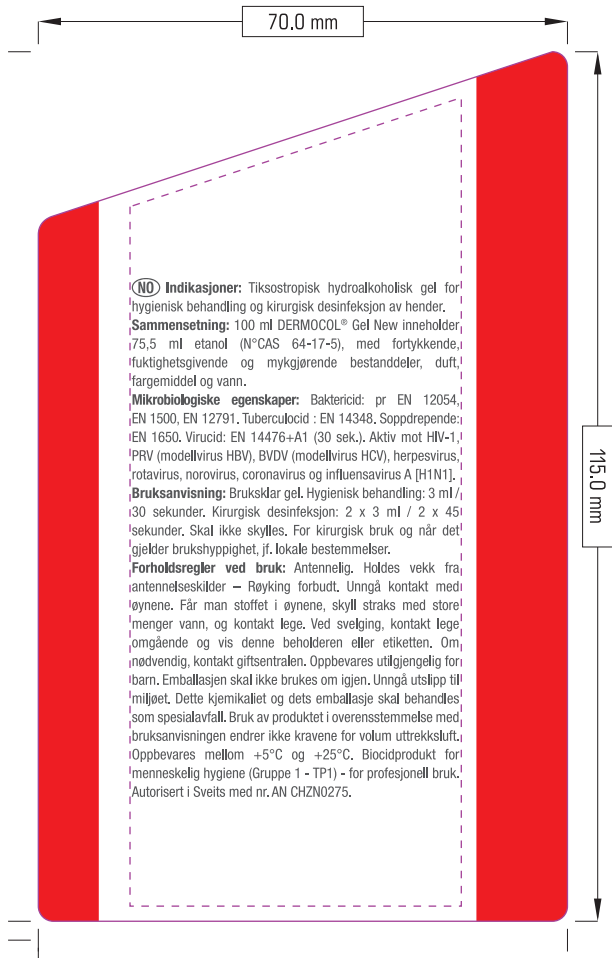 70.0 mm
NO Indikasjoner: Tiksostropisk hydroalkoholisk gel for
hygienisk behandling og kirurgisk desinfeksjon av hender.
Sammensetning: 100 ml DERMOCOL® Gel New inneholder
75,5 ml etanol (N°CAS 64-17-5), med fortykkende,
fuktighetsgivende og mykgjørende bestanddeler, duft,
fargemiddel og vann.
Mikrobiologiske egenskaper: Baktericid: pr EN 12054,
EN 1500, EN 12791. Tuberculocid : EN 14348. Soppdrepende:
EN 1650. Virucid: EN 14476+A1 (30 sek.). Aktiv mot HIV-1,
PRV (modellvirus HBV), BVDV (modellvirus HCV), herpesvirus,
rotavirus, norovirus, coronavirus og influensavirus A [H1N1].
Bruksanvisning: Bruksklar gel. Hygienisk behandling: 3 ml /
30 sekunder. Kirurgisk desinfeksjon: 2 x 3 ml / 2 x 45
sekunder. Skal ikke skylles. For kirurgisk bruk og når det
gjelder brukshyppighet, jf. lokale bestemmelser.
Forholdsregler ved bruk: Antennelig. Holdes vekk fra
antennelseskilder – Røyking forbudt. Unngå kontakt med
øynene. Får man stoffet i øynene, skyll straks med store
menger vann, og kontakt lege. Ved svelging, kontakt lege
omgående og vis denne beholderen eller etiketten. Om
nødvendig, kontakt giftsentralen. Oppbevares utilgjengelig for
barn. Emballasjen skal ikke brukes om igjen. Unngå utslipp til
miljøet. Dette kjemikaliet og dets emballasje skal behandles
som spesialavfall. Bruk av produktet i overensstemmelse med
bruksanvisningen endrer ikke kravene for volum uttrekksluft.
Oppbevares mellom +5°C og +25°C. Biocidprodukt for
menneskelig hygiene (Gruppe 1 - TP1) - for profesjonell bruk.
Autorisert i Sveits med nr. AN CHZN0275.
115.0 mm